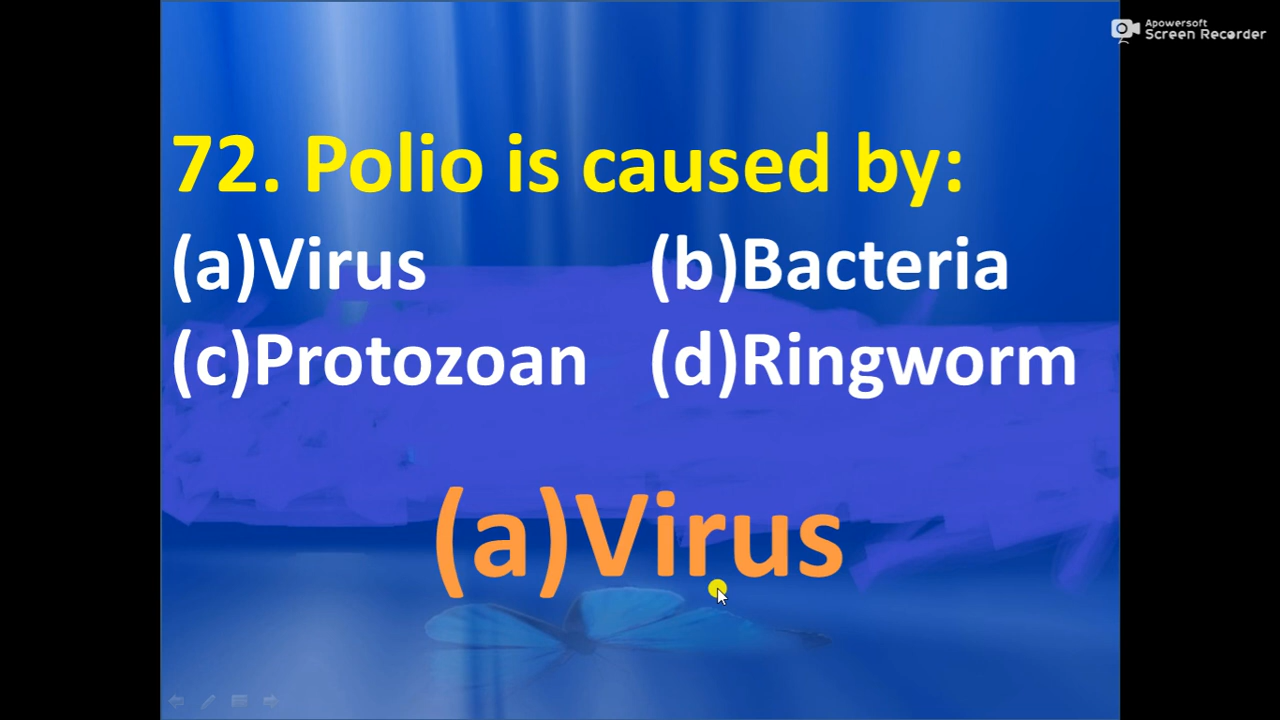 Apowersoft
Screen Recorder
72. Polio is caused by:
(a)Virus (b)Bacteria
(c)Protozoan (d)Ringworm
(a)Virus